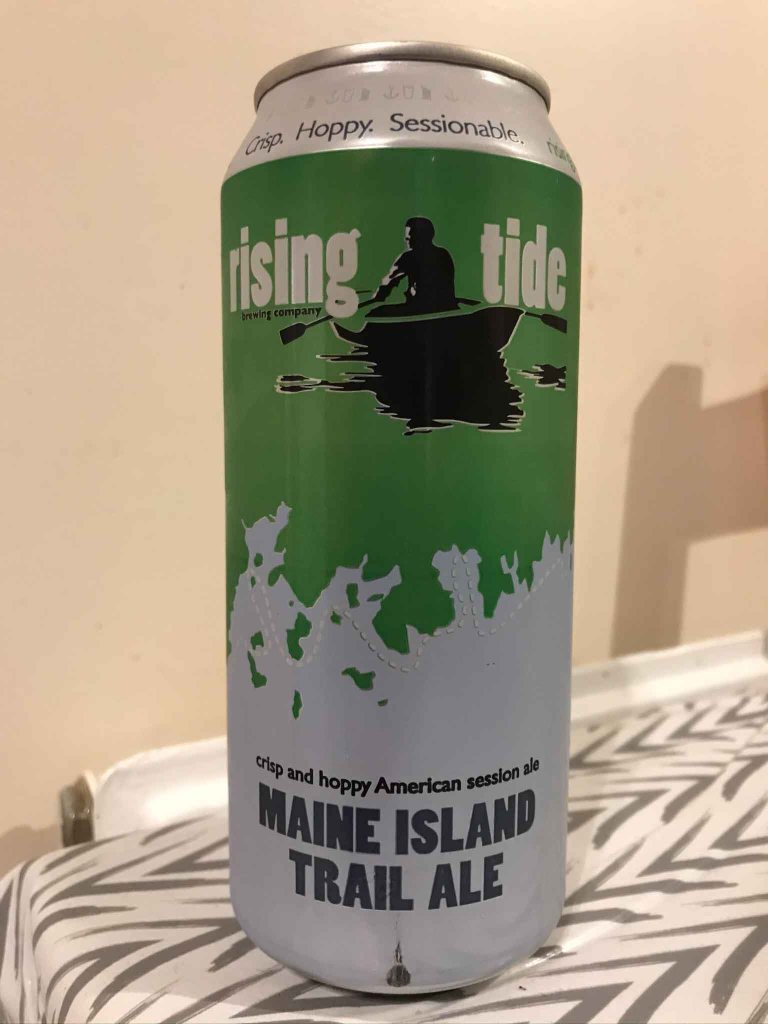 Crisp. Hoppy. Sessionable.
rising tide
brewing company
crisp and hoppy American session ale
MAINE ISLAND
TRAIL ALE